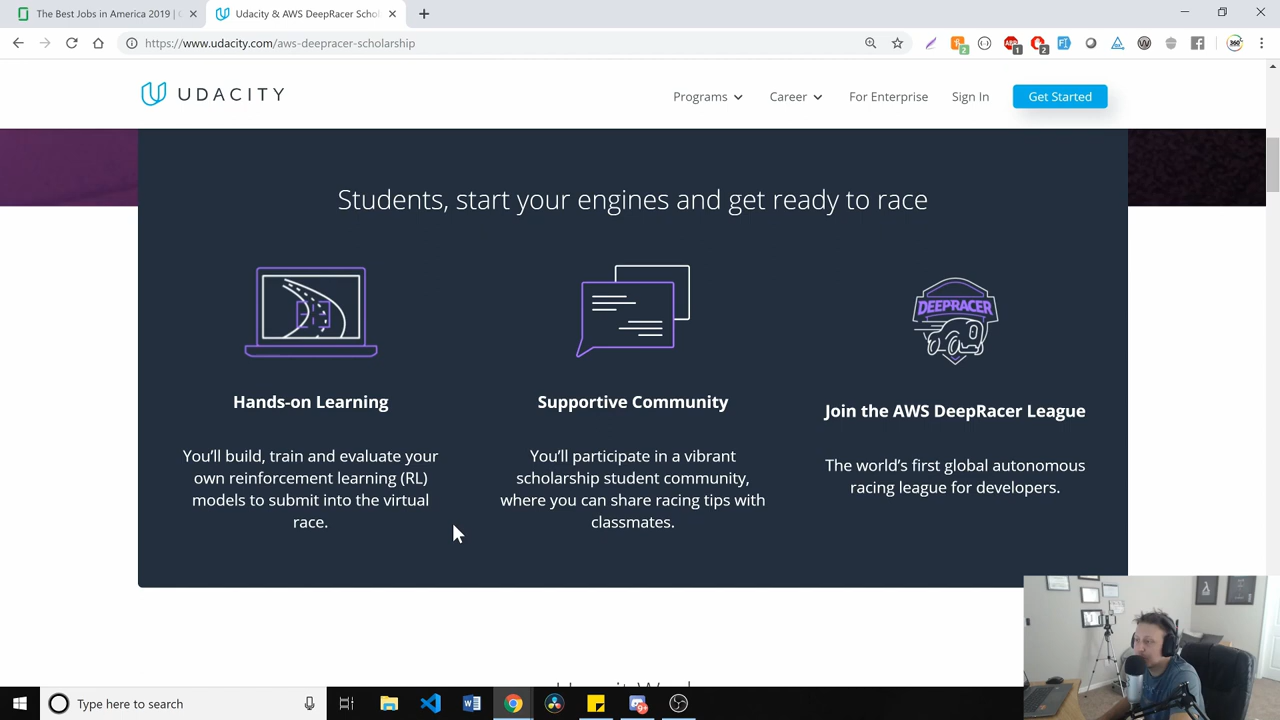 The Best Jobs in America 2019 |
Udacity & AWS DeepRacer Schol
https://www.udacity.com/aws-deepracer-scholarship
2
1
2
360°
UDACITY
Programs
Career
For Enterprise
Sign In
Get Started
Students, start your engines and get ready to race
DEEPRACER
Hands-on Learning
Supportive Community
Join the AWS DeepRacer League
You'll build, train and evaluate your
own reinforcement learning (RL)
models to submit into the virtual
race.
You'll participate in a vibrant
scholarship student community,
where you can share racing tips with
classmates.
The world's first global autonomous
racing league for developers.
Type here to search